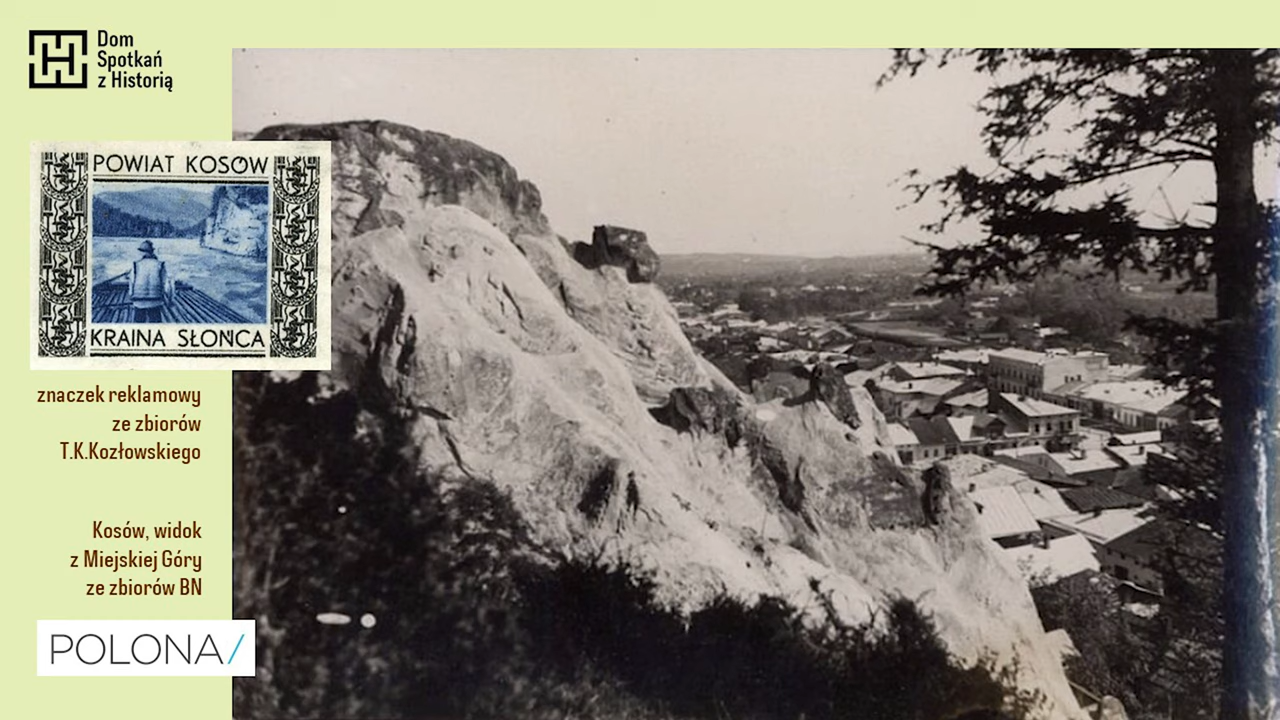 Dom
Spotkań
z Historią
POWIAT KOSÓW
KRAINA SŁOŃCA
znaczek reklamowy
ze zbiorów
T.K.Kozłowskiego
Kosów, widok
z Miejskiej Góry
ze zbiorów BN
POLONA/